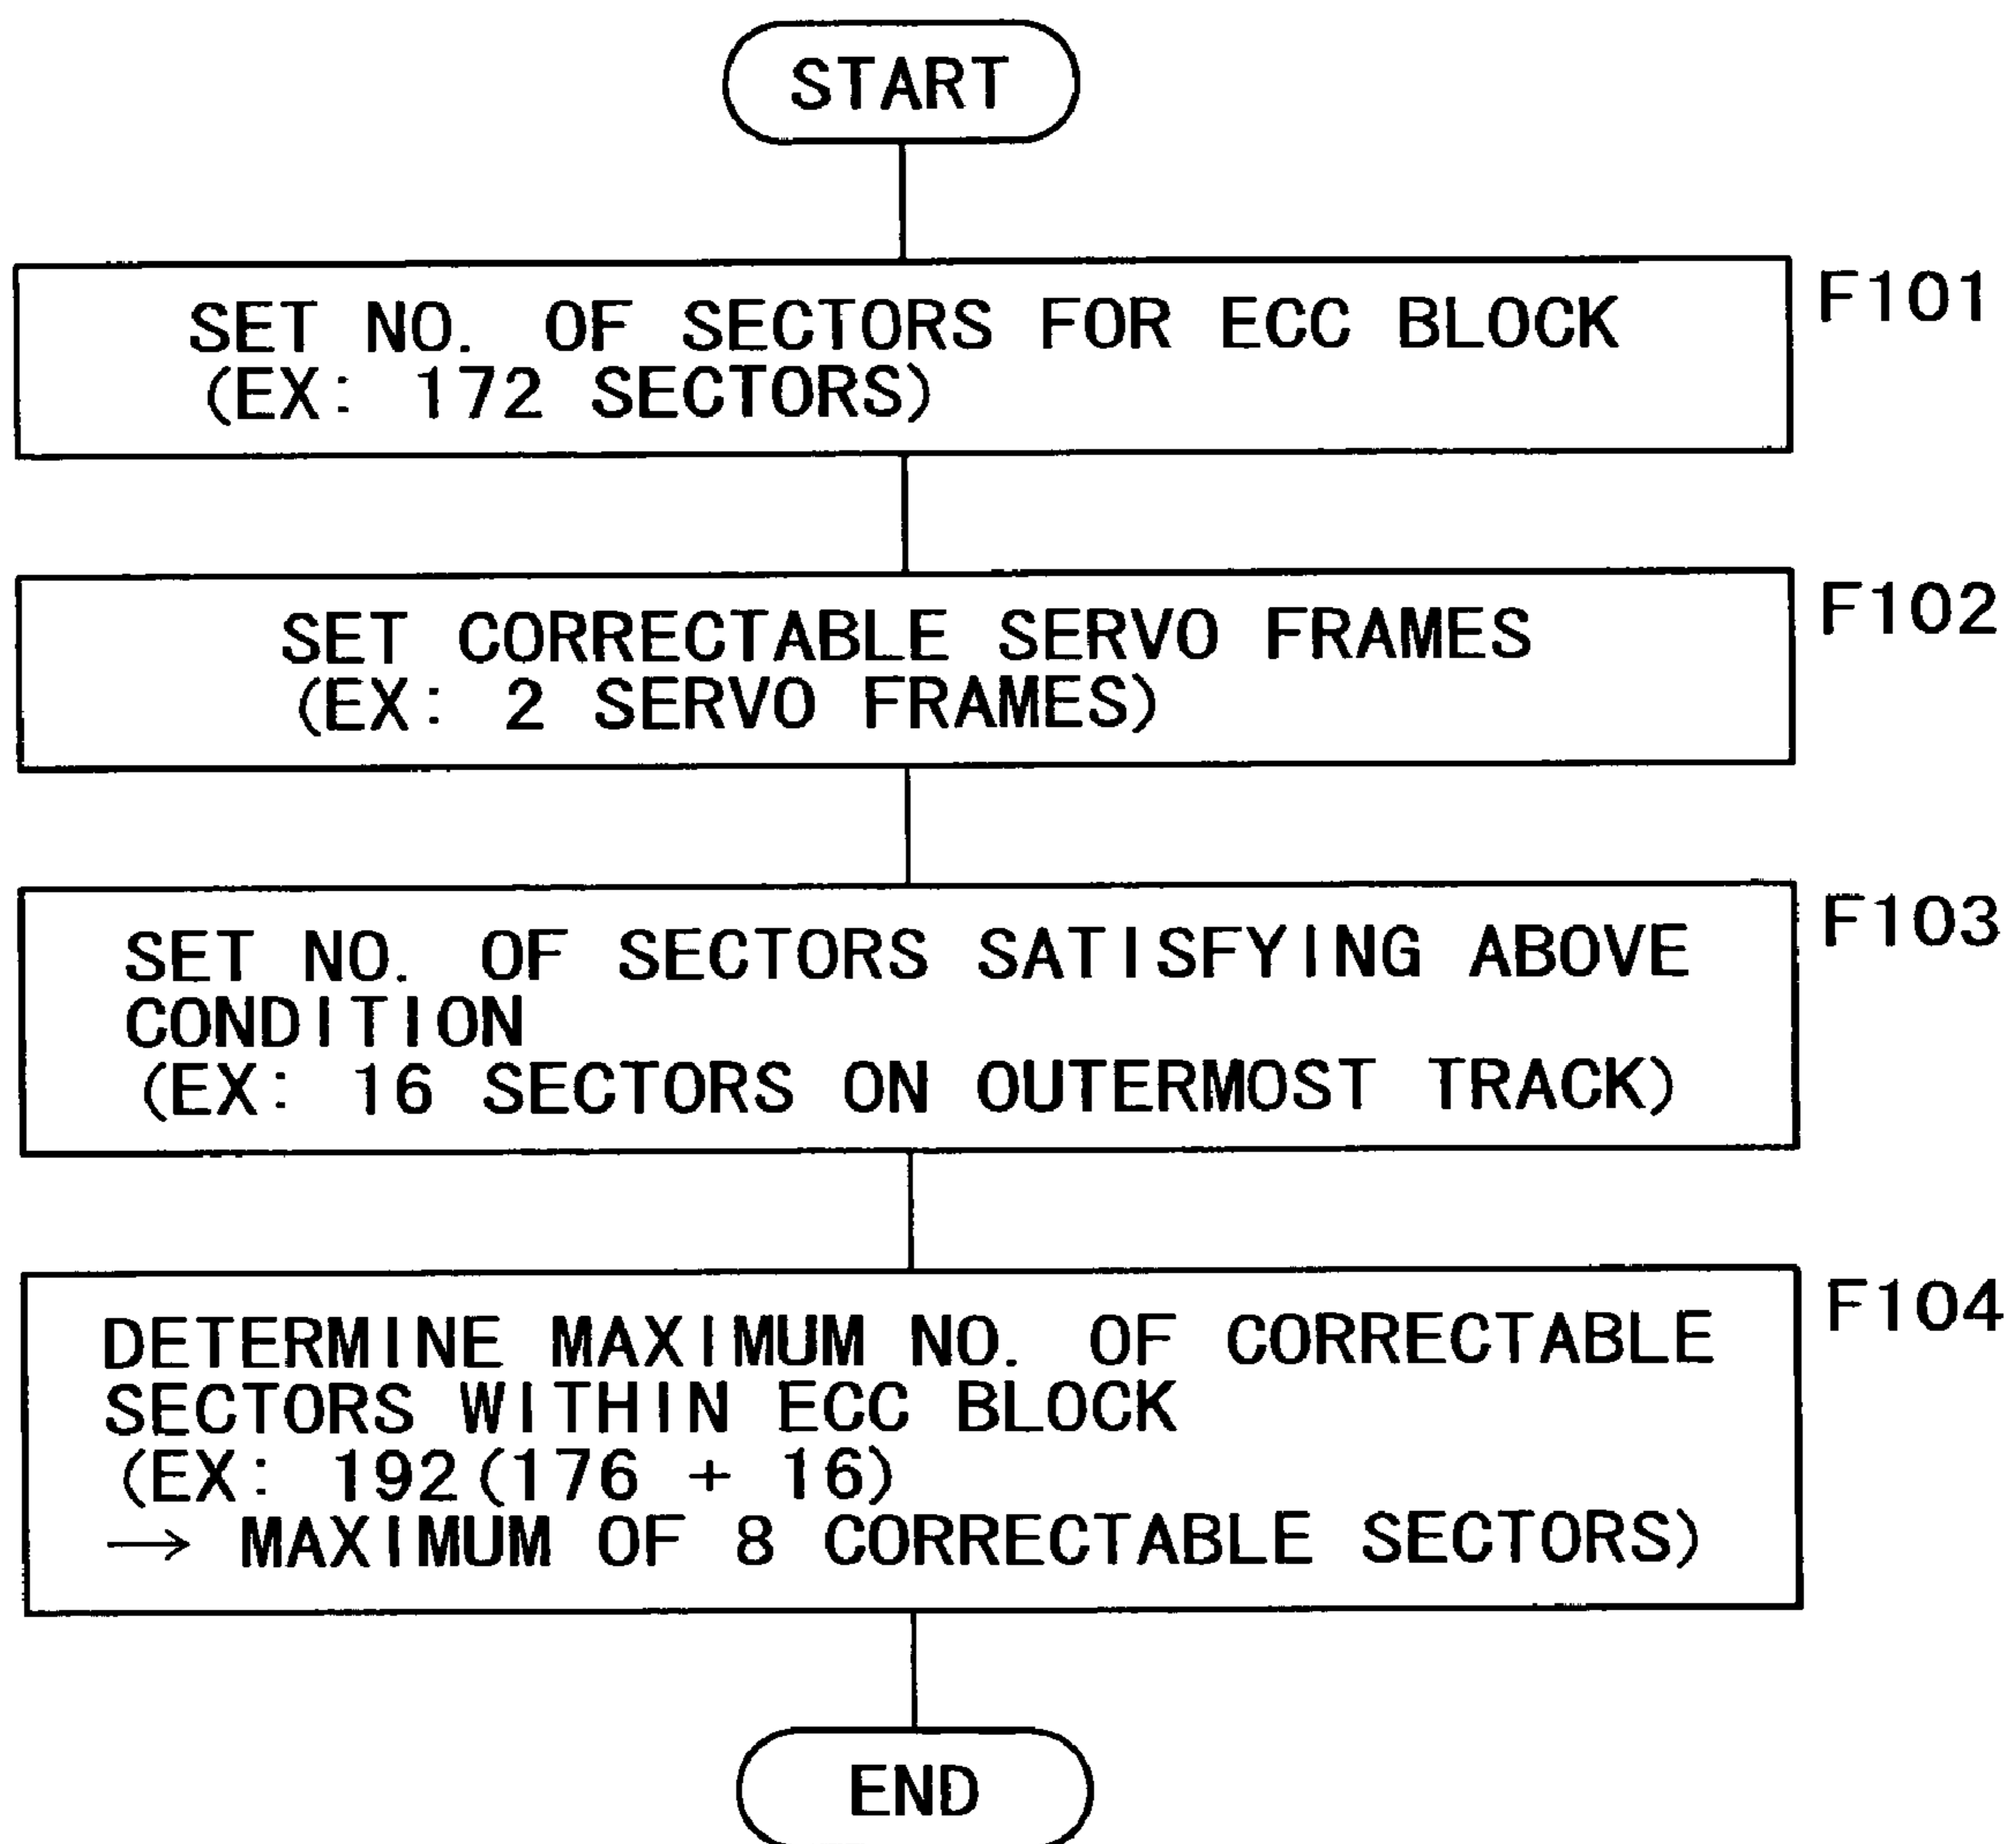 START
F101
SET NO. OF SECTORS FOR ECC BLOCK
(EX: 172 SECTORS)
F102
SET CORRECTABLE SERVO FRAMES
(EX: 2 SERVO FRAMES)
F103
SET NO. OF SECTORS SATISFYING ABOVE
CONDITION
(EX: 16 SECTORS ON OUTERMOST TRACK)
F104
DETERMINE MAXIMUM NO. OF CORRECTABLE
SECTORS WITHIN ECC BLOCK
(EX: 192(176 + 16)
→ MAXIMUM OF 8 CORRECTABLE SECTORS)
END